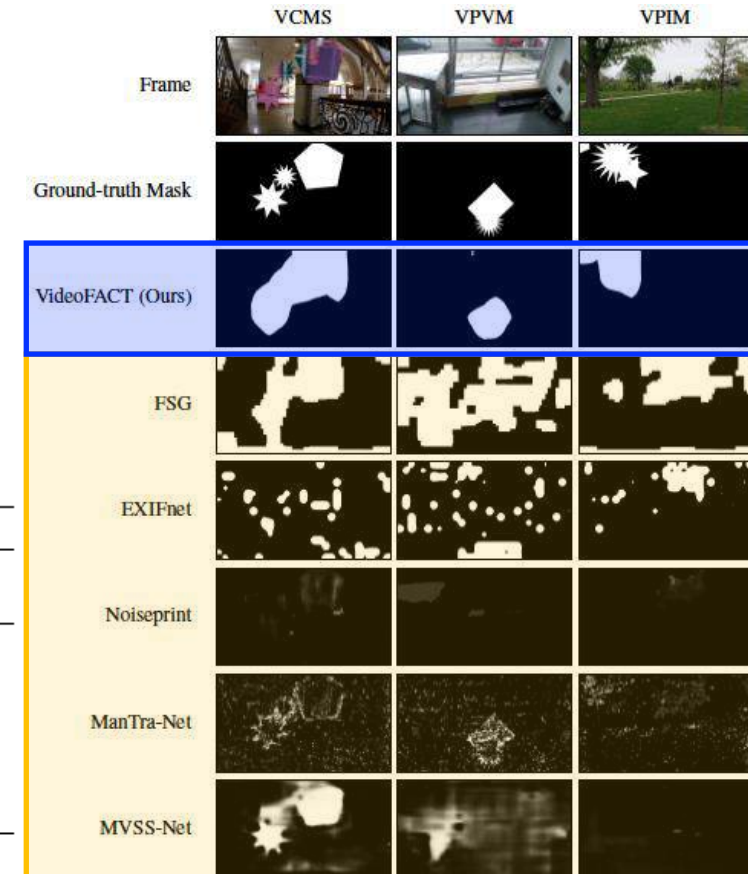 VCMS VPVM VPIM
Frame
Ground-truth Mask
VideoFACT (Ours)
FSG
EXIFnet
Noiseprint
ManTra-Net
MVSS-Net